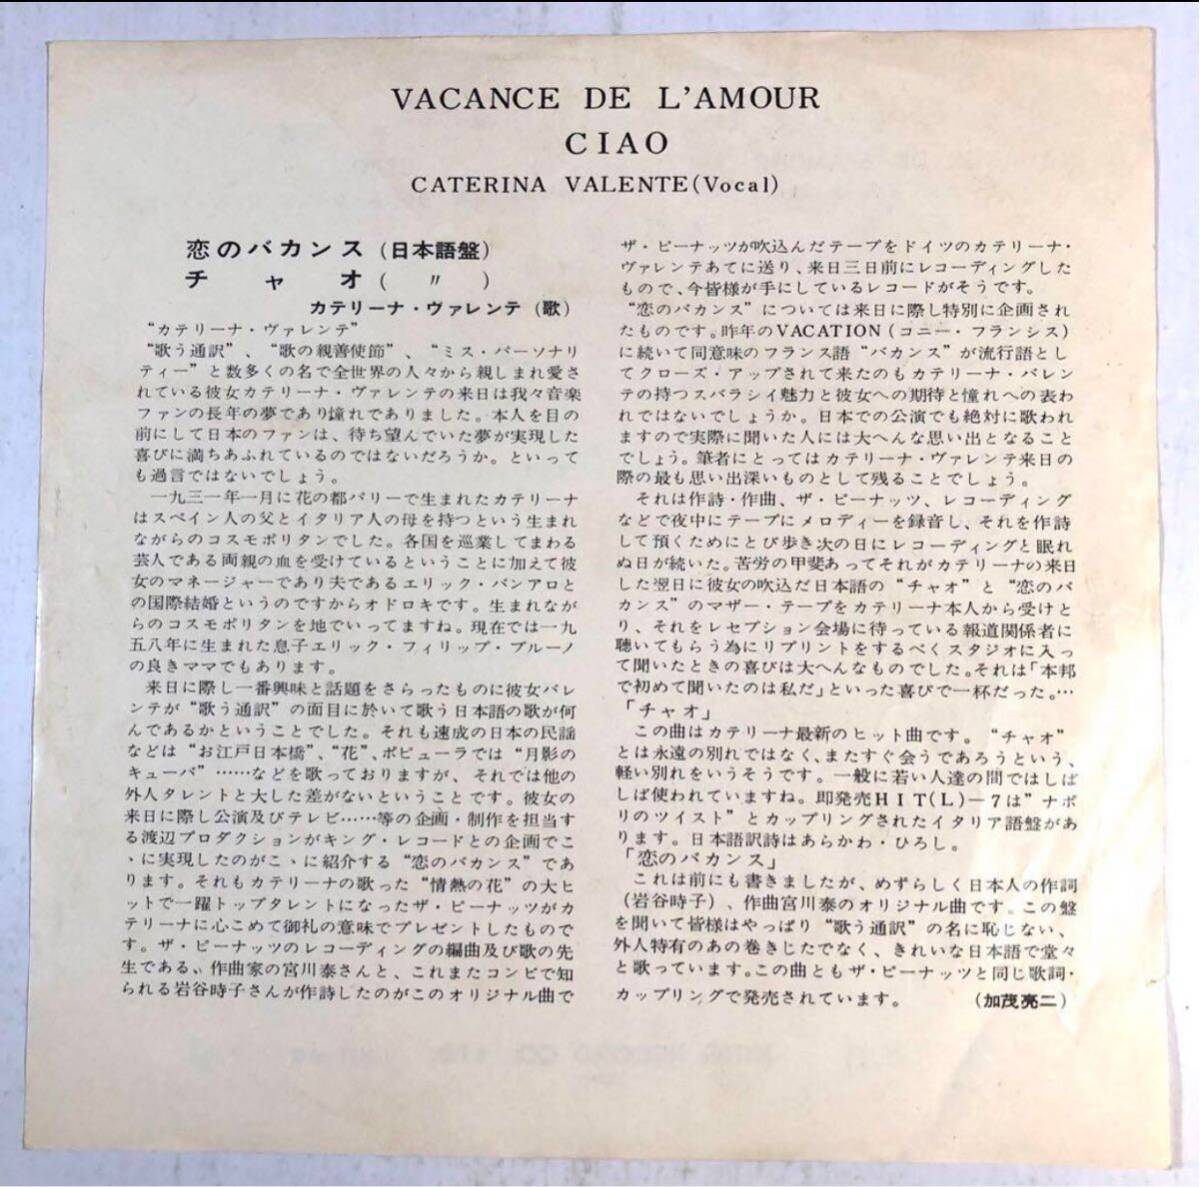 VACANCE DE L'AMOUR
CIAO
CATERINA VALENTE(Vocal)
恋のバカンス(日本語盤)
チャオ( 〃 )
カテリーナ・ヴァレンテ(歌)
“カテリーナ・ヴァレンテ”
“歌う通訳”、“歌の親善使節”、“ミス・パーソナリ
ティー”と数多くの名で全世界の人々から親しまれ愛さ
れている彼女カテリーナ・ヴァレンテの来日は我々音楽
ファンの長年の夢であり憧れでありました。本人を目の
前にして日本のファンは、待ち望んでいた夢が実現した
喜びに満ちあふれているのではないだろうか。といって
も過言ではないでしょう。
一九三一年一月に花の都パリーで生まれたカテリーナ
はスペイン人の父とイタリア人の母を持つという生まれ
ながらのコスモポリタンでした。各国を巡業してまわる
芸人である両親の血を受けているということに加えて彼
女のマネージャーであり夫であるエリック・バンアロと
の国際結婚というのですからオドロキです。生まれなが
らのコスモポリタンを地でいってますね。現在では一九
五八年に生まれた息子エリック・フィリップ・ブルーノ
の良きママでもあります。
来日に際し一番興味と話題をさらったものに彼女バレ
ンテが“歌う通訳”の面目に於いて歌う日本語の歌が何
んであるかということでした。それも速成の日本の民謡
などは“お江戸日本橋”、“花”、ポピューラでは“月影の
キューバ”……などを歌っておりますが、それでは他の
外人タレントと大した差がないということです。彼女の
来日に際し公演及びテレビ……等の企画・制作を担当す
る渡辺プロダクションがキング・レコードとの企画でこ
ヽに実現したのがこヽに紹介する“恋のバカンス”であ
ります。それもカテリーナの歌った“情熱の花”の大ヒ
ットで一躍トップタレントになったザ・ピーナッツがカ
テリーナに心こめて御礼の意味でプレゼントしたもので
す。ザ・ピーナッツのレコーディングの編曲及び歌の先
生である、作曲家の宮川泰さんと、これまたコンビで知
られる岩谷時子さんが作詩したのがこのオリジナル曲で
ザ・ピーナッツが吹込んだテープをドイツのカテリーナ・
ヴァレンテあてに送り、来日三日前にレコーディングした
もので、今皆様が手にしているレコードがそうです。
“恋のバカンス”については来日に際し特別に企画され
たものです。昨年のVACATION(コニー・フランシス)
に続いて同意味のフランス語“バカンス”が流行語とし
てクローズ・アップされて来たのもカテリーナ・バレン
テの持つスバラシイ魅力と彼女への期待と憧れへの表わ
れではないでしょうか。日本での公演でも絶対に歌われ
ますので実際に聞いた人には大へんな思い出となること
でしょう。筆者にとってはカテリーナ・ヴァレンテ来日の
際の最も思い出深いものとして残ることでしょう。
それは作詩・作曲、ザ・ピーナッツ、レコーディング
などで夜中にテープにメロディーを録音し、それを作詩
して預くためにとび歩き次の日にレコーディングと眠れ
ぬ日が続いた。苦労の甲斐あってそれがカテリーナの来日
した翌日に彼女の吹込だ日本語の“チャオ”と“恋のバ
カンス”のマザー・テープをカテリーナ本人から受けと
り、それをレセプション会場に待っている報道関係者に
聴いてもらう為にリプリントをするべくスタジオに入っ
て聞いたときの喜びは大へんなものでした。それは「本邦
で初めて聞いたのは私だ」といった喜びで一杯だった。…
「チャオ」
この曲はカテリーナ最新のヒット曲です。“チャオ”
とは永遠の別れではなく、またすぐ会うであろうという、
軽い別れをいうそうです。一般に若い人達の間ではしば
しば使われていますね。即発売HIT(L)−7は”ナポ
リのツイスト”とカップリングされたイタリア語盤があ
ります。日本語訳詩はあらかわ・ひろし。
「恋のバカンス」
これは前にも書きましたが、めずらしく日本人の作詞
(岩谷時子)、作曲宮川泰のオリジナル曲です。この盤
を聞いて皆様はやっぱり“歌う通訳”の名に恥じない、
外人特有のあの巻きじたでなく、きれいな日本語で堂々
と歌っています。この曲ともザ・ピーナッツと同じ歌詞・
カップリングで発売されています。 (加茂亮二)